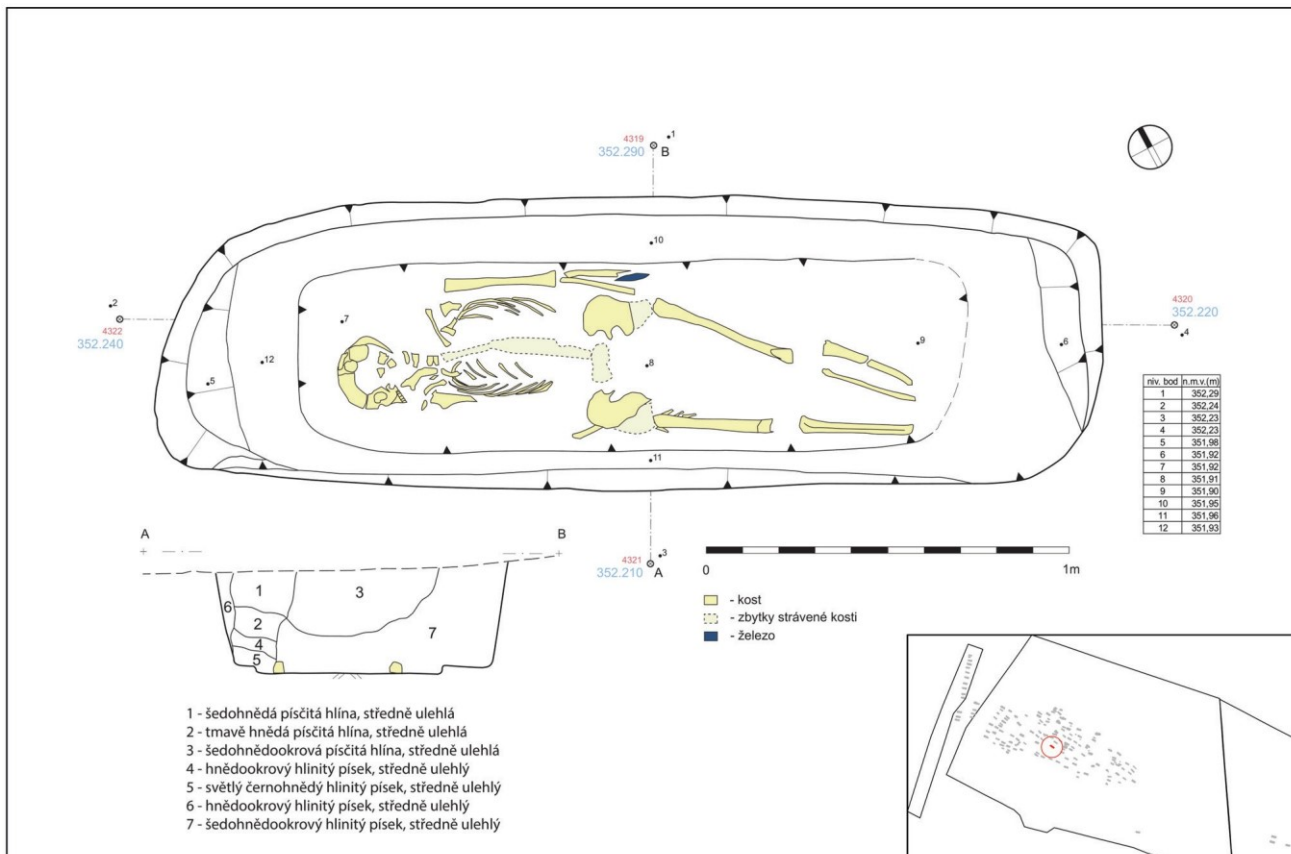 4319
352.290
B
1
10
2
4322
352.240
7
12
5
8
9
6
4320
352.220
4
11
3
4321
352.210
A
niv. bod n.m.v.(m)
1 352,29
2 352,24
3 352,23
4 352,23
5 351,98
6 351,92
7 351,92
8 351,91
9 351,90
10 351,95
11 351,96
12 351,93
A B
1 3
6
2
7
4
5
0 1m
- kost
- zbytky strávené kosti
- železo
1 - šedohnědá písčitá hlína, středně ulehlá
2 - tmavě hnědá písčitá hlína, středně ulehlá
3 - šedohnědookrová písčitá hlína, středně ulehlá
4 - hnědookrový hlinitý písek, středně ulehlý
5 - světlý černohnědý hlinitý písek, středně ulehlý
6 - hnědookrový hlinitý písek, středně ulehlý
7 - šedohnědookrový hlinitý písek, středně ulehlý